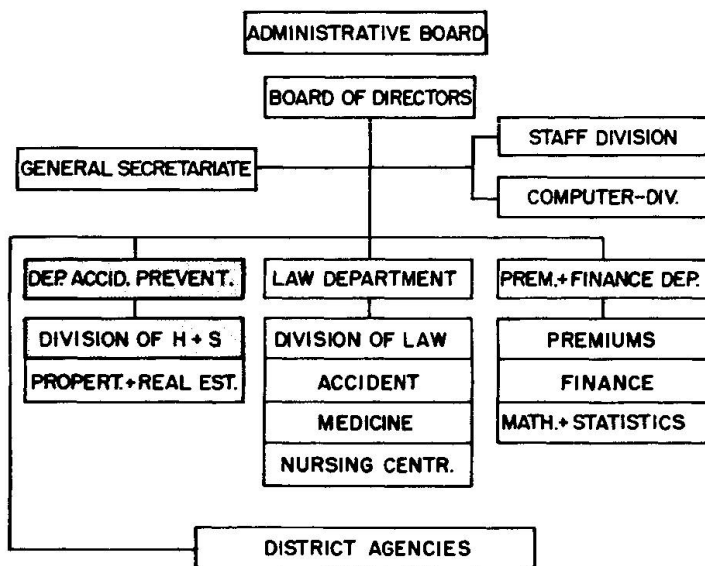 ADMINISTRATIVE BOARD
BOARD OF DIRECTORS
STAFF DIVISION
GENERAL SECRETARIATE
COMPUTER-DIV.
DEP. ACCID. PREVENT.
LAW DEPARTMENT
PREM.+FINANCE DEP.
DIVISION OF H+S
DIVISION OF LAW
PREMIUMS
PROPERT.+REAL EST.
ACCIDENT
FINANCE
MEDICINE
MATH.+STATISTICS
NURSING CENTR.
DISTRICT AGENCIES